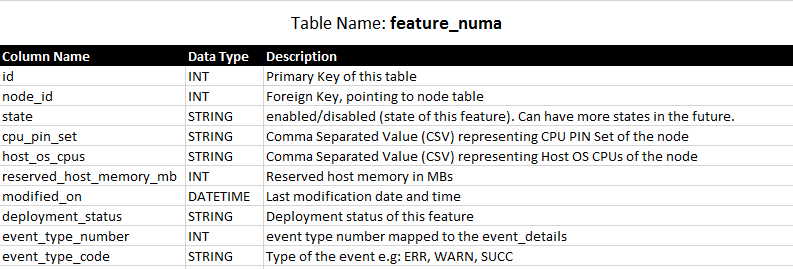 Table Name: feature_numa
Column Name Data Type Description
id INT Primary Key of this table
node_id INT Foreign Key, pointing to node table
state STRING enabled/disabled (state of this feature). Can have more states in the future.
cpu_pin_set STRING Comma Separated Value (CSV) representing CPU PIN Set of the node
host_os_cpus STRING Comma Separated Value (CSV) representing Host OS CPUs of the node
reserved_host_memory_mb INT Reserved host memory in MBs
modified_on DATETIME Last modification date and time
deployment_status STRING Deployment status of this feature
event_type_number INT event type number mapped to the event_details
event_type_code STRING Type of the event e.g: ERR, WARN, SUCC